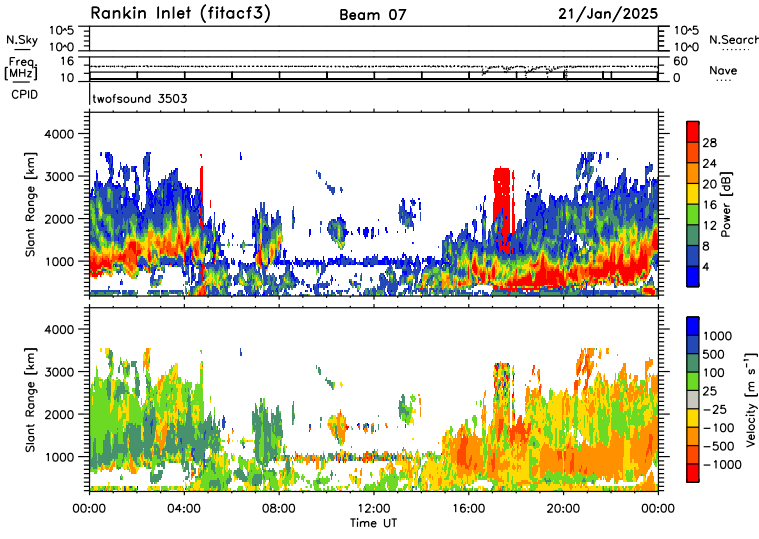 Rankin Inlet (fitacf3) Beam 07 21/Jan/2025
10^5 10^5
N.Sky N.Search
10^0 10^0
Freq. 16 60
[MHz] Nave
10 0
CPID
twofsound 3503
4000
3000
2000
1000
Slant Range [km]
28
24
20
16
12
8
4
Power [dB]
4000
3000
2000
1000
Slant Range [km]
1000
500
100
25
−25
−100
−500
−1000
Velocity [m s⁻¹]
00:00 04:00 08:00 12:00 16:00 20:00 00:00
Time UT